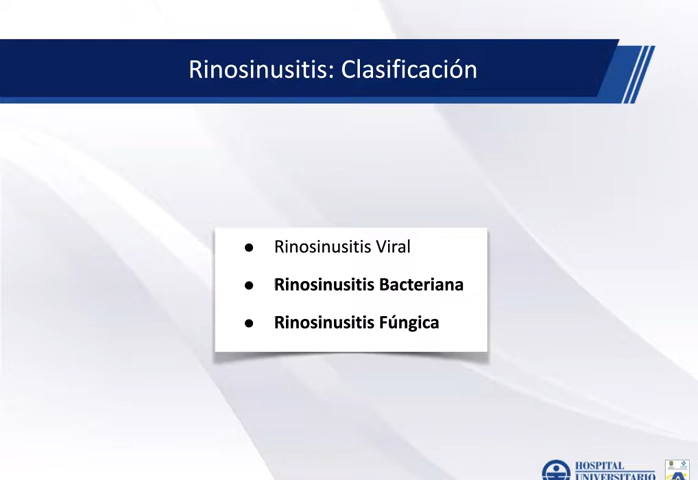 Rinosinusitis: Clasificación
● Rinosinusitis Viral
● Rinosinusitis Bacteriana
● Rinosinusitis Fúngica
HOSPITAL
UNIVERSITARIO